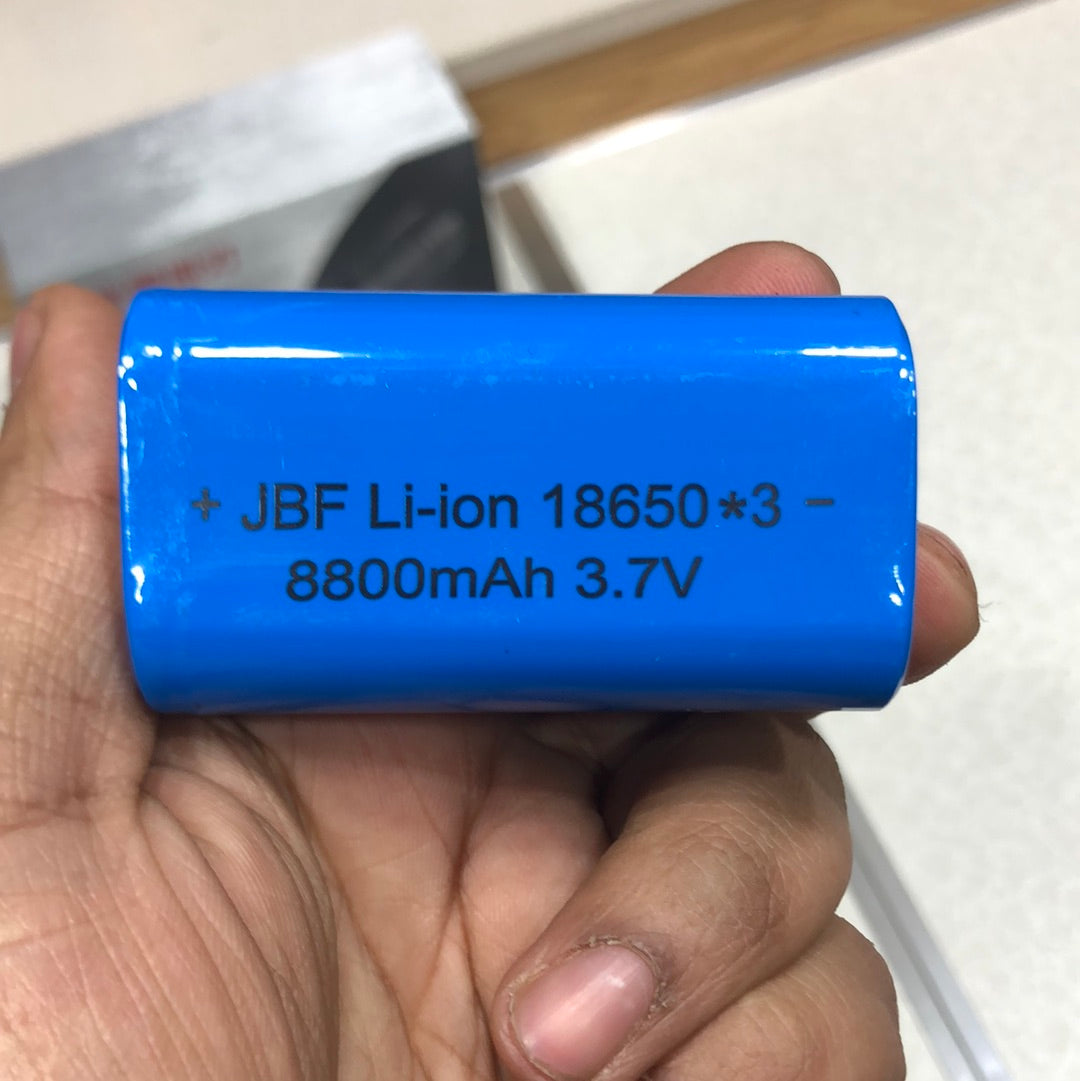 + JBF Li-ion 18650*3 -
8800mAh 3.7V